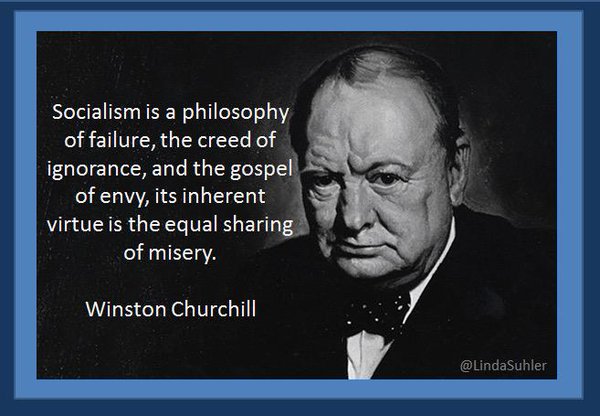 Socialism is a philosophy
of failure, the creed of
ignorance, and the gospel
of envy, its inherent
virtue is the equal sharing
of misery.
Winston Churchill
@LindaSuhler